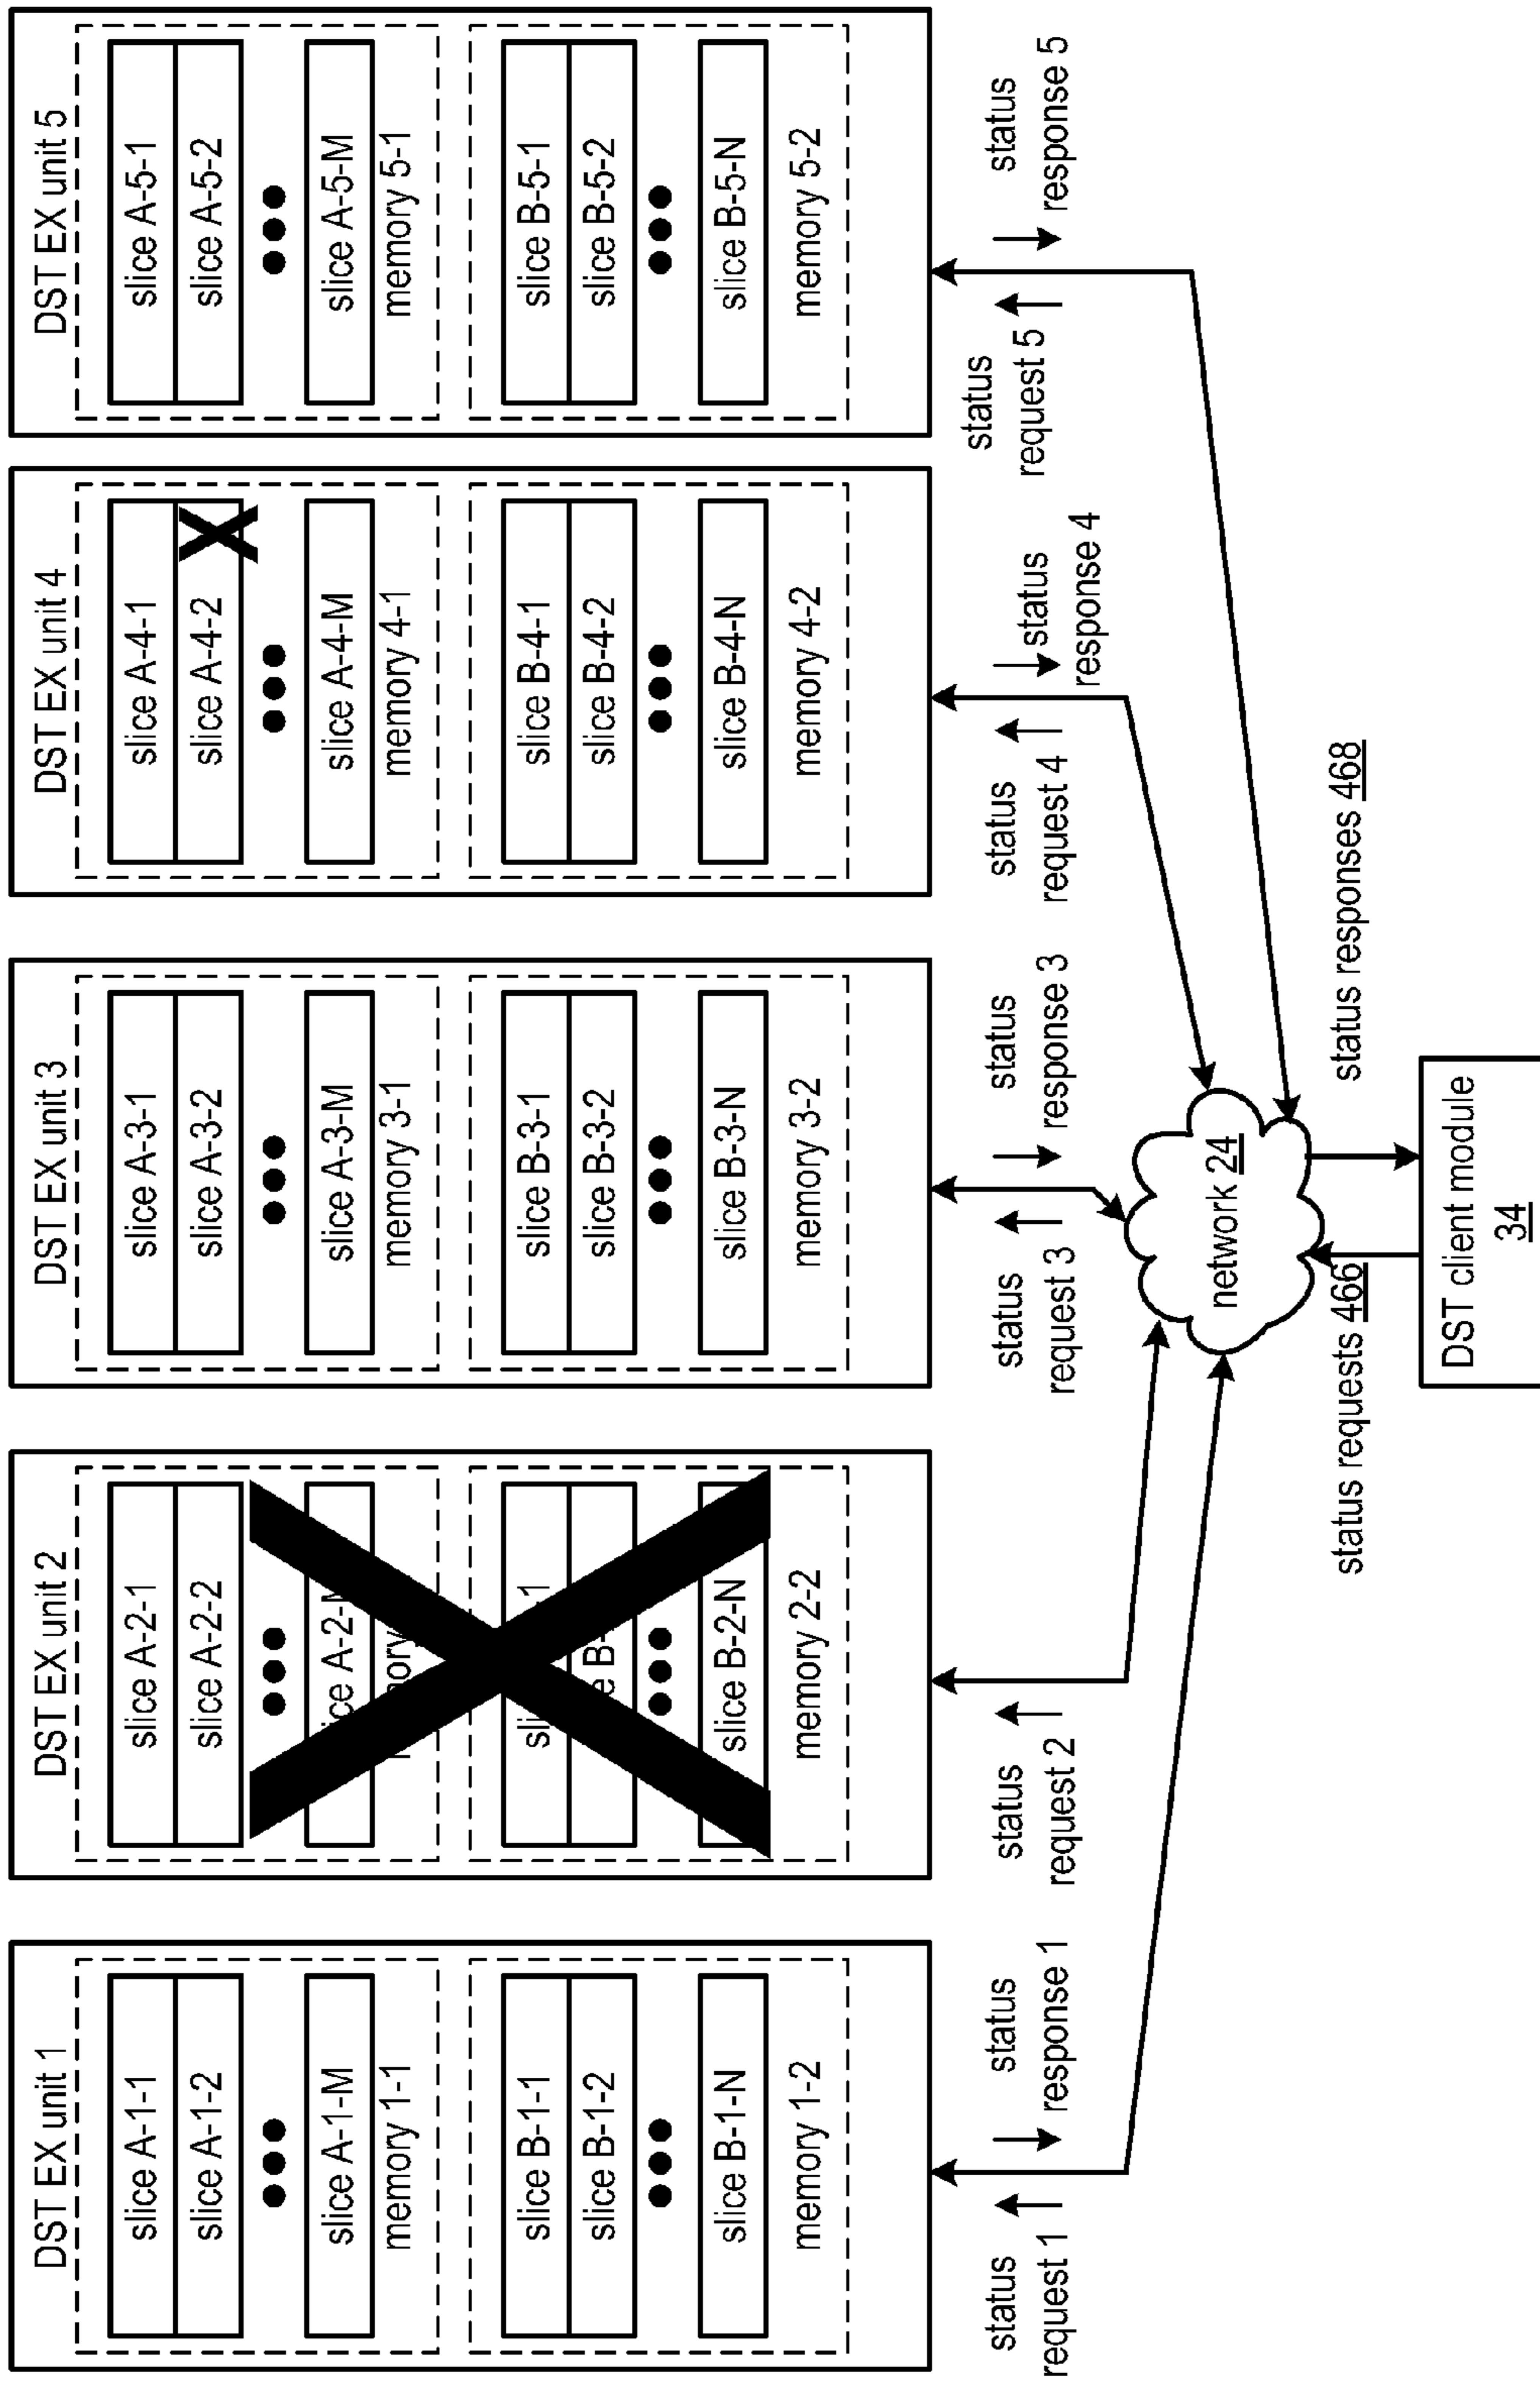 DST EX unit 1
slice A-1-1
slice A-1-2
slice A-1-M
memory 1-1
slice B-1-1
slice B-1-2
slice B-1-N
memory 1-2
DST EX unit 2
slice A-2-1
slice A-2-2
slice B-2-N
memory 2-2
DST EX unit 3
slice A-3-1
slice A-3-2
slice A-3-M
memory 3-1
slice B-3-1
slice B-3-2
slice B-3-N
memory 3-2
DST EX unit 4
slice A-4-1
slice A-4-2
slice A-4-M
memory 4-1
slice B-4-1
slice B-4-2
slice B-4-N
memory 4-2
DST EX unit 5
slice A-5-1
slice A-5-2
slice A-5-M
memory 5-1
slice B-5-1
slice B-5-2
slice B-5-N
memory 5-2
status
request 1
status
response 1
status
request 2
status
request 3
status
response 3
status
request 4
status
response 4
status
request 5
status
response 5
network 24
status requests 466
status responses 468
DST client module
34